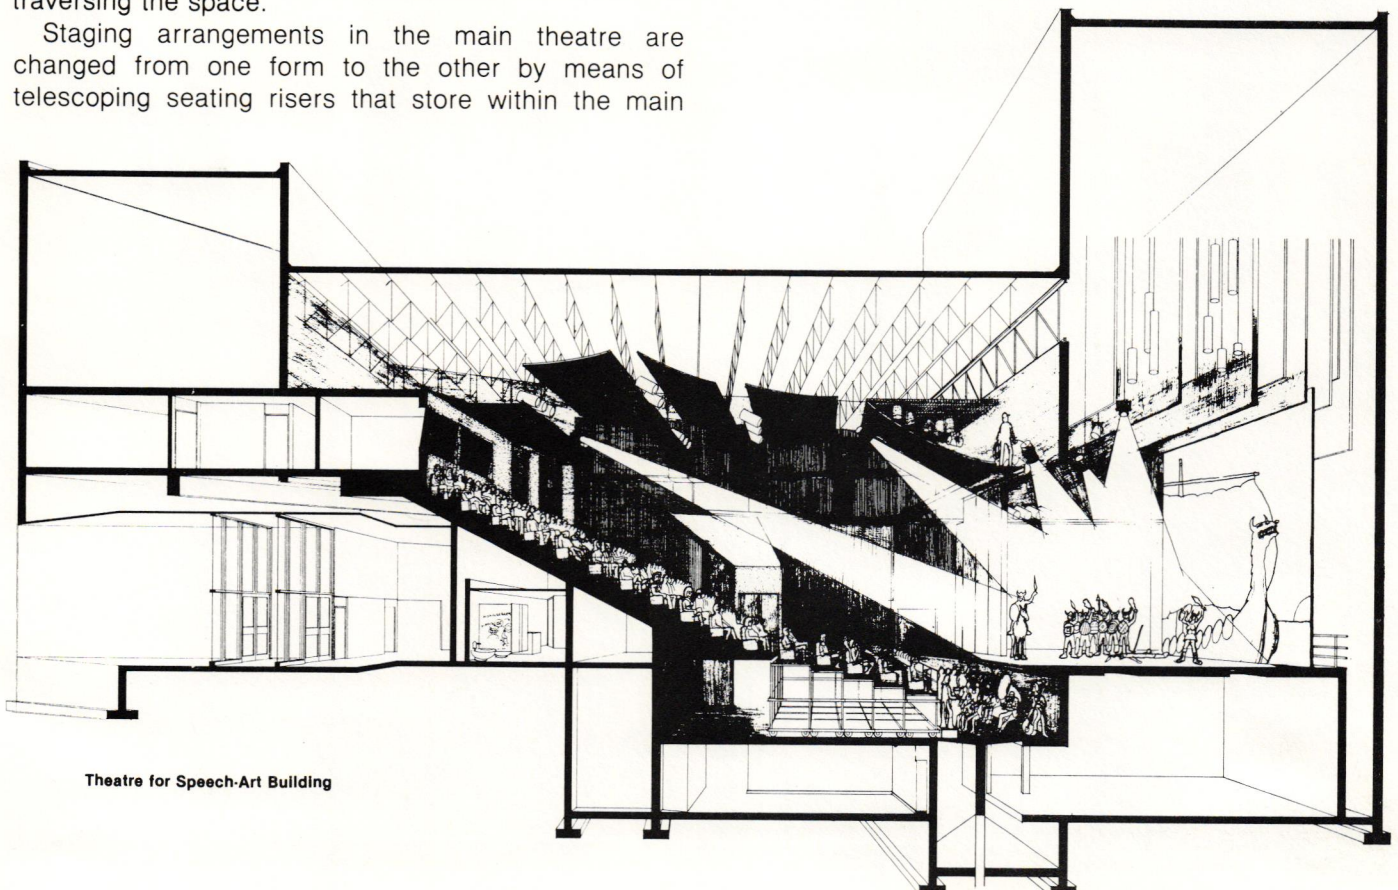 traversing the space.
Staging arrangements in the main theatre are
changed from one form to the other by means of
telescoping seating risers that store within the main
Theatre for Speech-Art Building